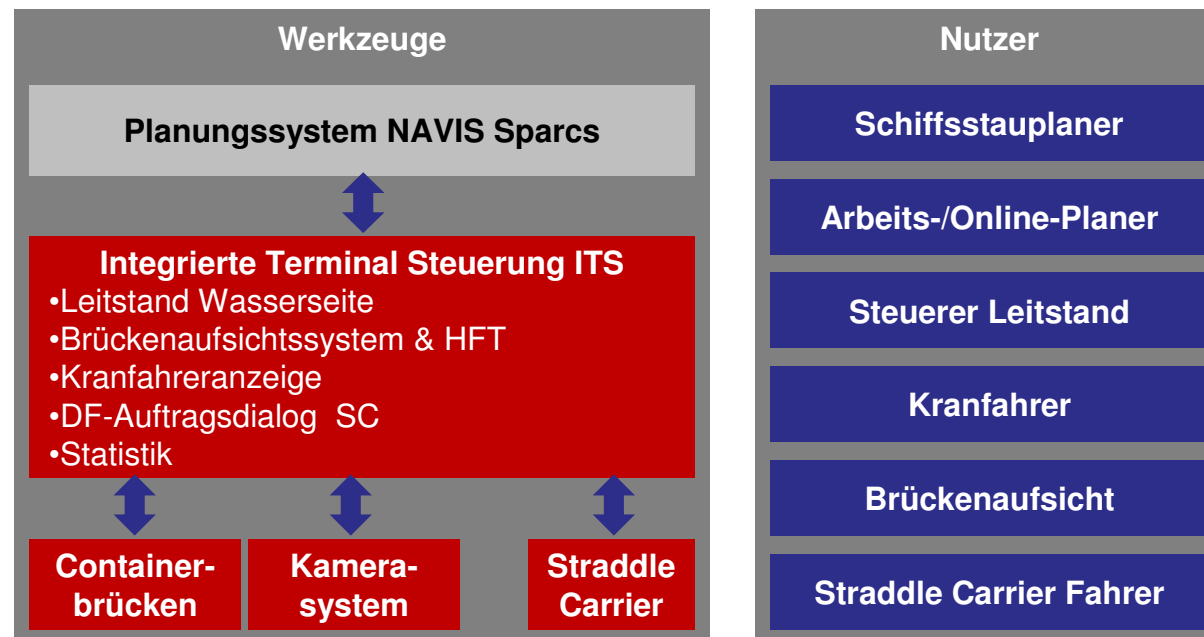 Werkzeuge
Planungssystem NAVIS Sparcs
Integrierte Terminal Steuerung ITS
•Leitstand Wasserseite
•Brückenaufsichtssystem & HFT
•Kranfahreranzeige
•DF-Auftragsdialog SC
•Statistik
Container-
brücken
Kamera-
system
Straddle
Carrier
Nutzer
Schiffsstauplaner
Arbeits-/Online-Planer
Steuerer Leitstand
Kranfahrer
Brückenaufsicht
Straddle Carrier Fahrer